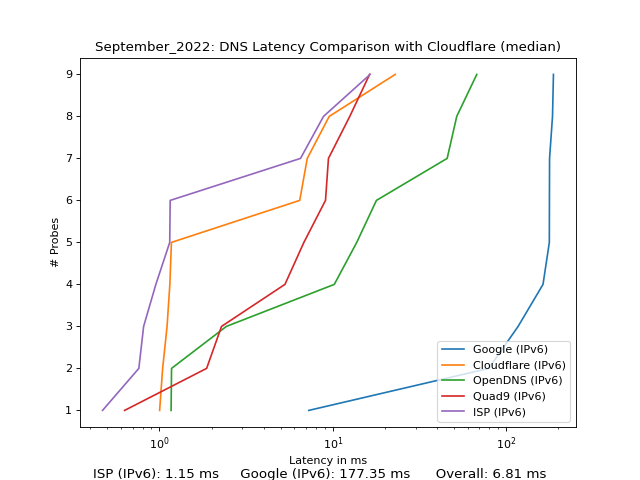 September_2022: DNS Latency Comparison with Cloudflare (median)
9
8
7
6
5
4
3
2
1
# Probes
Google (IPv6)
Cloudflare (IPv6)
OpenDNS (IPv6)
Quad9 (IPv6)
ISP (IPv6)
10⁰ 10¹ 10²
Latency in ms
ISP (IPv6): 1.15 ms Google (IPv6): 177.35 ms Overall: 6.81 ms